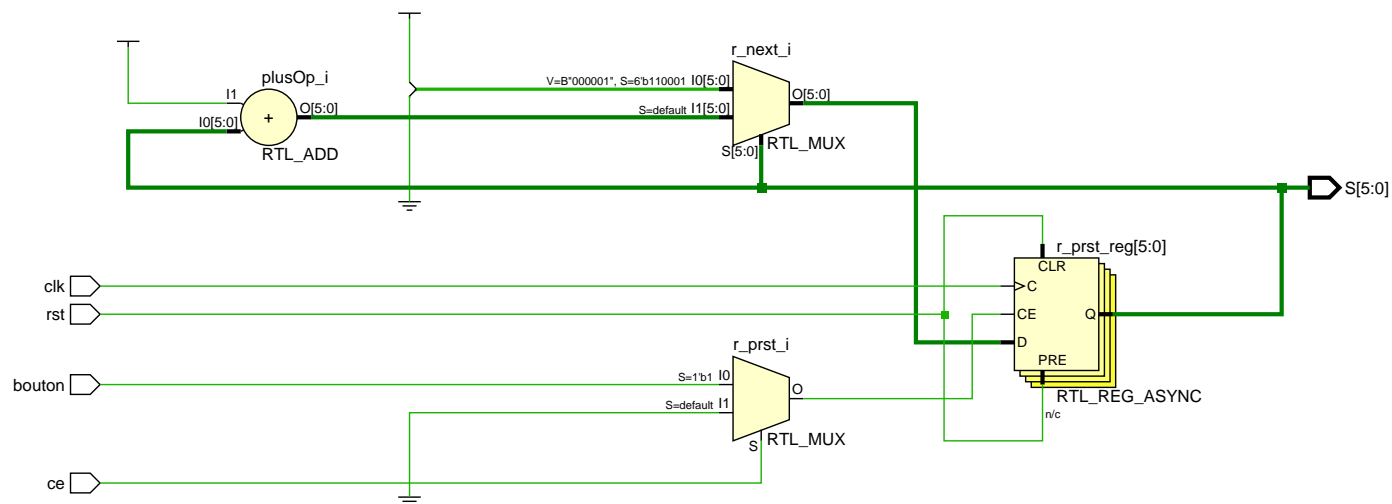 r_next_i
plusOp_i
V=B"000001", S=6'b110001 I0[5:0]
I1
O[5:0]
O[5:0]
S=default I1[5:0]
I0[5:0]
+
RTL_ADD
S[5:0]
RTL_MUX
S[5:0]
r_prst_reg[5:0]
CLR
clk
C
rst
CE
Q
D
r_prst_i
PRE
bouton
S=1'b1 I0
O
RTL_REG_ASYNC
S=default I1
n/c
S
RTL_MUX
ce